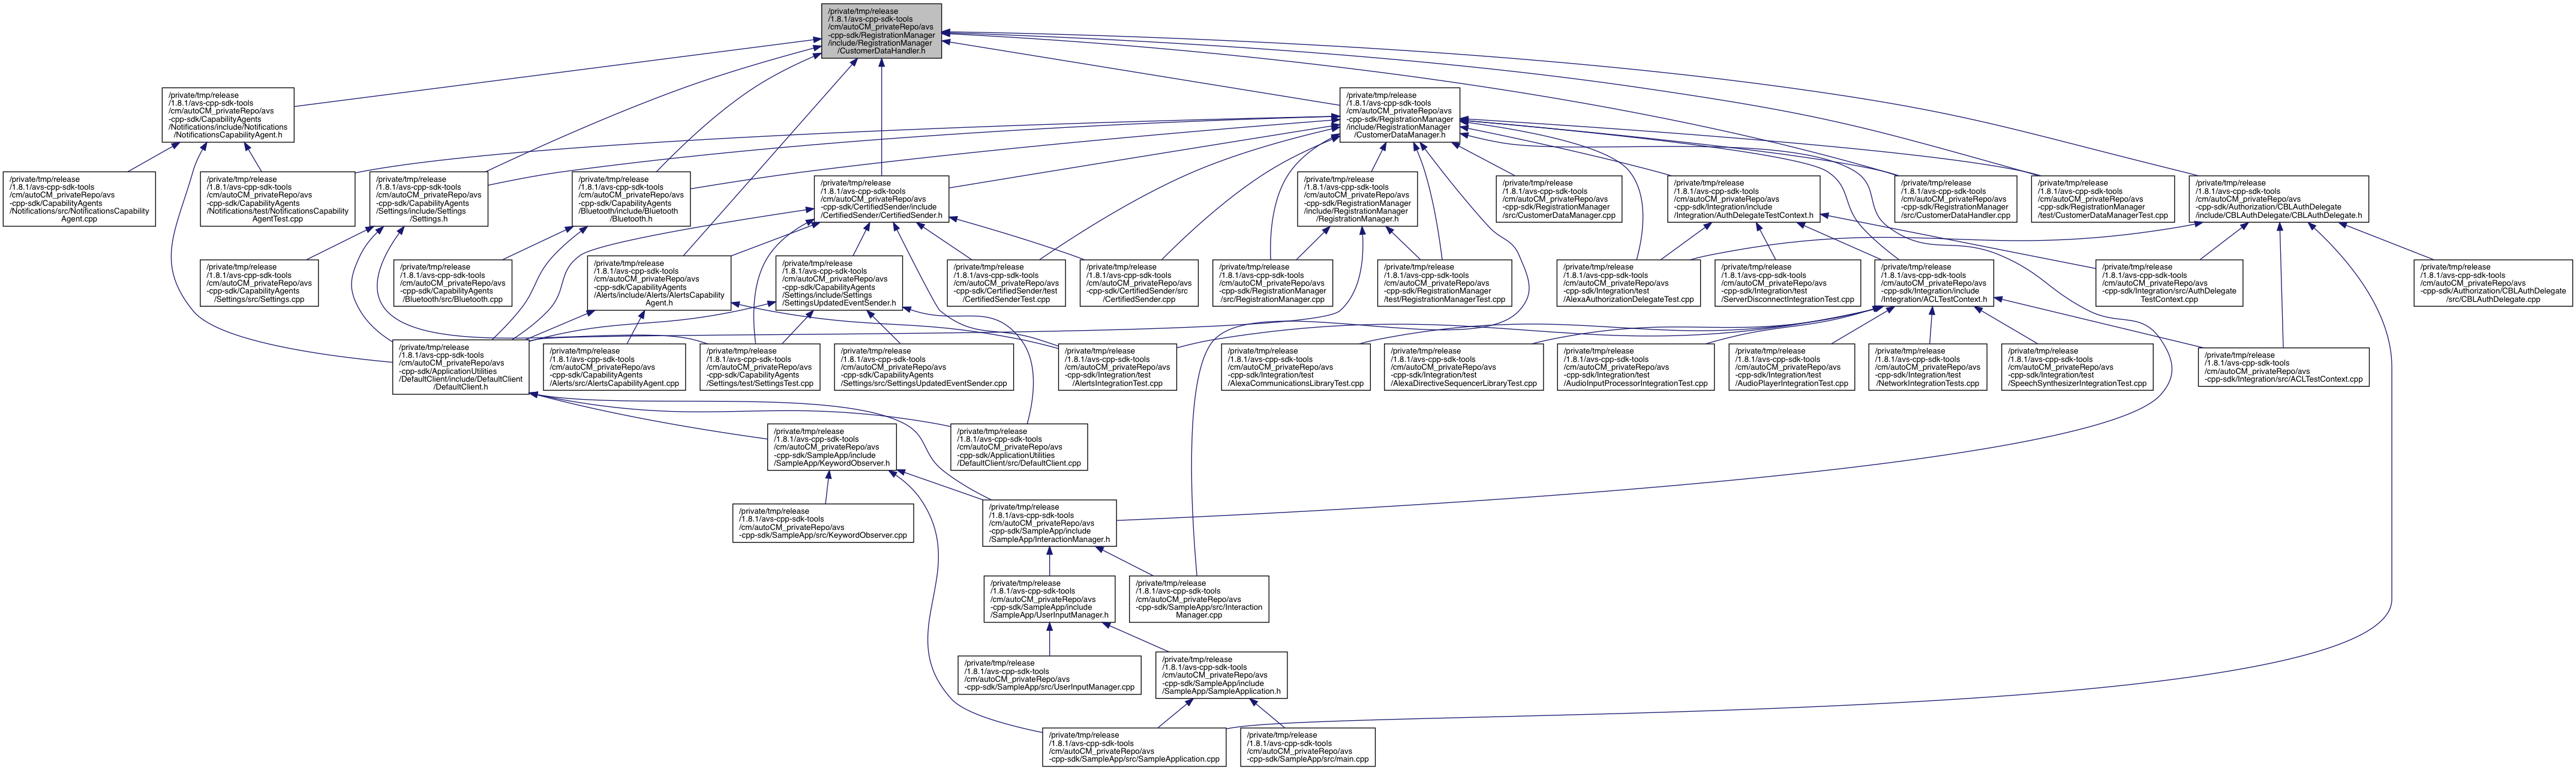 /private/tmp/release
/1.8.1/avs-cpp-sdk-tools
/cm/autoCM_privateRepo/avs
-cpp-sdk/RegistrationManager
/include/RegistrationManager
/CustomerDataHandler.h
/private/tmp/release
/1.8.1/avs-cpp-sdk-tools
/cm/autoCM_privateRepo/avs
-cpp-sdk/CapabilityAgents
/Notifications/include/Notifications
/NotificationsCapabilityAgent.h
/private/tmp/release
/1.8.1/avs-cpp-sdk-tools
/cm/autoCM_privateRepo/avs
-cpp-sdk/RegistrationManager
/include/RegistrationManager
/CustomerDataManager.h
/private/tmp/release
/1.8.1/avs-cpp-sdk-tools
/cm/autoCM_privateRepo/avs
-cpp-sdk/CapabilityAgents
/Notifications/src/NotificationsCapability
Agent.cpp
/private/tmp/release
/1.8.1/avs-cpp-sdk-tools
/cm/autoCM_privateRepo/avs
-cpp-sdk/CapabilityAgents
/Notifications/test/NotificationsCapability
AgentTest.cpp
/private/tmp/release
/1.8.1/avs-cpp-sdk-tools
/cm/autoCM_privateRepo/avs
-cpp-sdk/CapabilityAgents
/Settings/include/Settings
/Settings.h
/private/tmp/release
/1.8.1/avs-cpp-sdk-tools
/cm/autoCM_privateRepo/avs
-cpp-sdk/CapabilityAgents
/Bluetooth/include/Bluetooth
/Bluetooth.h
/private/tmp/release
/1.8.1/avs-cpp-sdk-tools
/cm/autoCM_privateRepo/avs
-cpp-sdk/CertifiedSender/include
/CertifiedSender/CertifiedSender.h
/private/tmp/release
/1.8.1/avs-cpp-sdk-tools
/cm/autoCM_privateRepo/avs
-cpp-sdk/RegistrationManager
/include/RegistrationManager
/RegistrationManager.h
/private/tmp/release
/1.8.1/avs-cpp-sdk-tools
/cm/autoCM_privateRepo/avs
-cpp-sdk/RegistrationManager
/src/CustomerDataManager.cpp
/private/tmp/release
/1.8.1/avs-cpp-sdk-tools
/cm/autoCM_privateRepo/avs
-cpp-sdk/Integration/include
/Integration/AuthDelegateTestContext.h
/private/tmp/release
/1.8.1/avs-cpp-sdk-tools
/cm/autoCM_privateRepo/avs
-cpp-sdk/RegistrationManager
/src/CustomerDataHandler.cpp
/private/tmp/release
/1.8.1/avs-cpp-sdk-tools
/cm/autoCM_privateRepo/avs
-cpp-sdk/RegistrationManager
/test/CustomerDataManagerTest.cpp
/private/tmp/release
/1.8.1/avs-cpp-sdk-tools
/cm/autoCM_privateRepo/avs
-cpp-sdk/Authorization/CBLAuthDelegate
/include/CBLAuthDelegate/CBLAuthDelegate.h
/private/tmp/release
/1.8.1/avs-cpp-sdk-tools
/cm/autoCM_privateRepo/avs
-cpp-sdk/CapabilityAgents
/Settings/src/Settings.cpp
/private/tmp/release
/1.8.1/avs-cpp-sdk-tools
/cm/autoCM_privateRepo/avs
-cpp-sdk/CapabilityAgents
/Bluetooth/src/Bluetooth.cpp
/private/tmp/release
/1.8.1/avs-cpp-sdk-tools
/cm/autoCM_privateRepo/avs
-cpp-sdk/CapabilityAgents
/Alerts/include/Alerts/AlertsCapability
Agent.h
/private/tmp/release
/1.8.1/avs-cpp-sdk-tools
/cm/autoCM_privateRepo/avs
-cpp-sdk/CapabilityAgents
/Settings/include/Settings
/SettingsUpdatedEventSender.h
/private/tmp/release
/1.8.1/avs-cpp-sdk-tools
/cm/autoCM_privateRepo/avs
-cpp-sdk/CertifiedSender/test
/CertifiedSenderTest.cpp
/private/tmp/release
/1.8.1/avs-cpp-sdk-tools
/cm/autoCM_privateRepo/avs
-cpp-sdk/CertifiedSender/src
/CertifiedSender.cpp
/private/tmp/release
/1.8.1/avs-cpp-sdk-tools
/cm/autoCM_privateRepo/avs
-cpp-sdk/RegistrationManager
/src/RegistrationManager.cpp
/private/tmp/release
/1.8.1/avs-cpp-sdk-tools
/cm/autoCM_privateRepo/avs
-cpp-sdk/RegistrationManager
/test/RegistrationManagerTest.cpp
/private/tmp/release
/1.8.1/avs-cpp-sdk-tools
/cm/autoCM_privateRepo/avs
-cpp-sdk/Integration/test
/AlexaAuthorizationDelegateTest.cpp
/private/tmp/release
/1.8.1/avs-cpp-sdk-tools
/cm/autoCM_privateRepo/avs
-cpp-sdk/Integration/test
/ServerDisconnectIntegrationTest.cpp
/private/tmp/release
/1.8.1/avs-cpp-sdk-tools
/cm/autoCM_privateRepo/avs
-cpp-sdk/Integration/include
/Integration/ACLTestContext.h
/private/tmp/release
/1.8.1/avs-cpp-sdk-tools
/cm/autoCM_privateRepo/avs
-cpp-sdk/Integration/src/AuthDelegate
TestContext.cpp
/private/tmp/release
/1.8.1/avs-cpp-sdk-tools
/cm/autoCM_privateRepo/avs
-cpp-sdk/Authorization/CBLAuthDelegate
/src/CBLAuthDelegate.cpp
/private/tmp/release
/1.8.1/avs-cpp-sdk-tools
/cm/autoCM_privateRepo/avs
-cpp-sdk/ApplicationUtilities
/DefaultClient/include/DefaultClient
/DefaultClient.h
/private/tmp/release
/1.8.1/avs-cpp-sdk-tools
/cm/autoCM_privateRepo/avs
-cpp-sdk/CapabilityAgents
/Alerts/src/AlertsCapabilityAgent.cpp
/private/tmp/release
/1.8.1/avs-cpp-sdk-tools
/cm/autoCM_privateRepo/avs
-cpp-sdk/CapabilityAgents
/Settings/test/SettingsTest.cpp
/private/tmp/release
/1.8.1/avs-cpp-sdk-tools
/cm/autoCM_privateRepo/avs
-cpp-sdk/CapabilityAgents
/Settings/src/SettingsUpdatedEventSender.cpp
/private/tmp/release
/1.8.1/avs-cpp-sdk-tools
/cm/autoCM_privateRepo/avs
-cpp-sdk/Integration/test
/AlertsIntegrationTest.cpp
/private/tmp/release
/1.8.1/avs-cpp-sdk-tools
/cm/autoCM_privateRepo/avs
-cpp-sdk/Integration/test
/AlexaCommunicationsLibraryTest.cpp
/private/tmp/release
/1.8.1/avs-cpp-sdk-tools
/cm/autoCM_privateRepo/avs
-cpp-sdk/Integration/test
/AlexaDirectiveSequencerLibraryTest.cpp
/private/tmp/release
/1.8.1/avs-cpp-sdk-tools
/cm/autoCM_privateRepo/avs
-cpp-sdk/Integration/test
/AudioInputProcessorIntegrationTest.cpp
/private/tmp/release
/1.8.1/avs-cpp-sdk-tools
/cm/autoCM_privateRepo/avs
-cpp-sdk/Integration/test
/AudioPlayerIntegrationTest.cpp
/private/tmp/release
/1.8.1/avs-cpp-sdk-tools
/cm/autoCM_privateRepo/avs
-cpp-sdk/Integration/test
/NetworkIntegrationTests.cpp
/private/tmp/release
/1.8.1/avs-cpp-sdk-tools
/cm/autoCM_privateRepo/avs
-cpp-sdk/Integration/test
/SpeechSynthesizerIntegrationTest.cpp
/private/tmp/release
/1.8.1/avs-cpp-sdk-tools
/cm/autoCM_privateRepo/avs
-cpp-sdk/Integration/src/ACLTestContext.cpp
/private/tmp/release
/1.8.1/avs-cpp-sdk-tools
/cm/autoCM_privateRepo/avs
-cpp-sdk/SampleApp/include
/SampleApp/KeywordObserver.h
/private/tmp/release
/1.8.1/avs-cpp-sdk-tools
/cm/autoCM_privateRepo/avs
-cpp-sdk/ApplicationUtilities
/DefaultClient/src/DefaultClient.cpp
/private/tmp/release
/1.8.1/avs-cpp-sdk-tools
/cm/autoCM_privateRepo/avs
-cpp-sdk/SampleApp/src/KeywordObserver.cpp
/private/tmp/release
/1.8.1/avs-cpp-sdk-tools
/cm/autoCM_privateRepo/avs
-cpp-sdk/SampleApp/include
/SampleApp/InteractionManager.h
/private/tmp/release
/1.8.1/avs-cpp-sdk-tools
/cm/autoCM_privateRepo/avs
-cpp-sdk/SampleApp/include
/SampleApp/UserInputManager.h
/private/tmp/release
/1.8.1/avs-cpp-sdk-tools
/cm/autoCM_privateRepo/avs
-cpp-sdk/SampleApp/src/Interaction
Manager.cpp
/private/tmp/release
/1.8.1/avs-cpp-sdk-tools
/cm/autoCM_privateRepo/avs
-cpp-sdk/SampleApp/src/UserInputManager.cpp
/private/tmp/release
/1.8.1/avs-cpp-sdk-tools
/cm/autoCM_privateRepo/avs
-cpp-sdk/SampleApp/include
/SampleApp/SampleApplication.h
/private/tmp/release
/1.8.1/avs-cpp-sdk-tools
/cm/autoCM_privateRepo/avs
-cpp-sdk/SampleApp/src/SampleApplication.cpp
/private/tmp/release
/1.8.1/avs-cpp-sdk-tools
/cm/autoCM_privateRepo/avs
-cpp-sdk/SampleApp/src/main.cpp